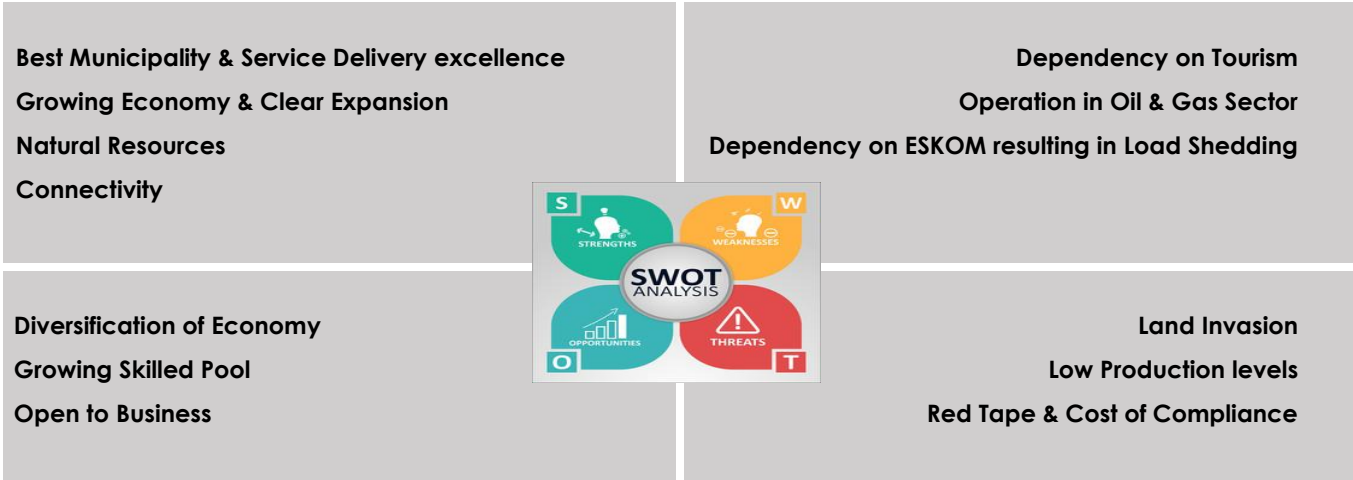 Best Municipality & Service Delivery excellence
Growing Economy & Clear Expansion
Natural Resources
Connectivity
Dependency on Tourism
Operation in Oil & Gas Sector
Dependency on ESKOM resulting in Load Shedding
S
STRENGTHS
W
WEAKNESSES
SWOT
ANALYSIS
OPPORTUNITIES
O
THREATS
T
Diversification of Economy
Growing Skilled Pool
Open to Business
Land Invasion
Low Production levels
Red Tape & Cost of Compliance